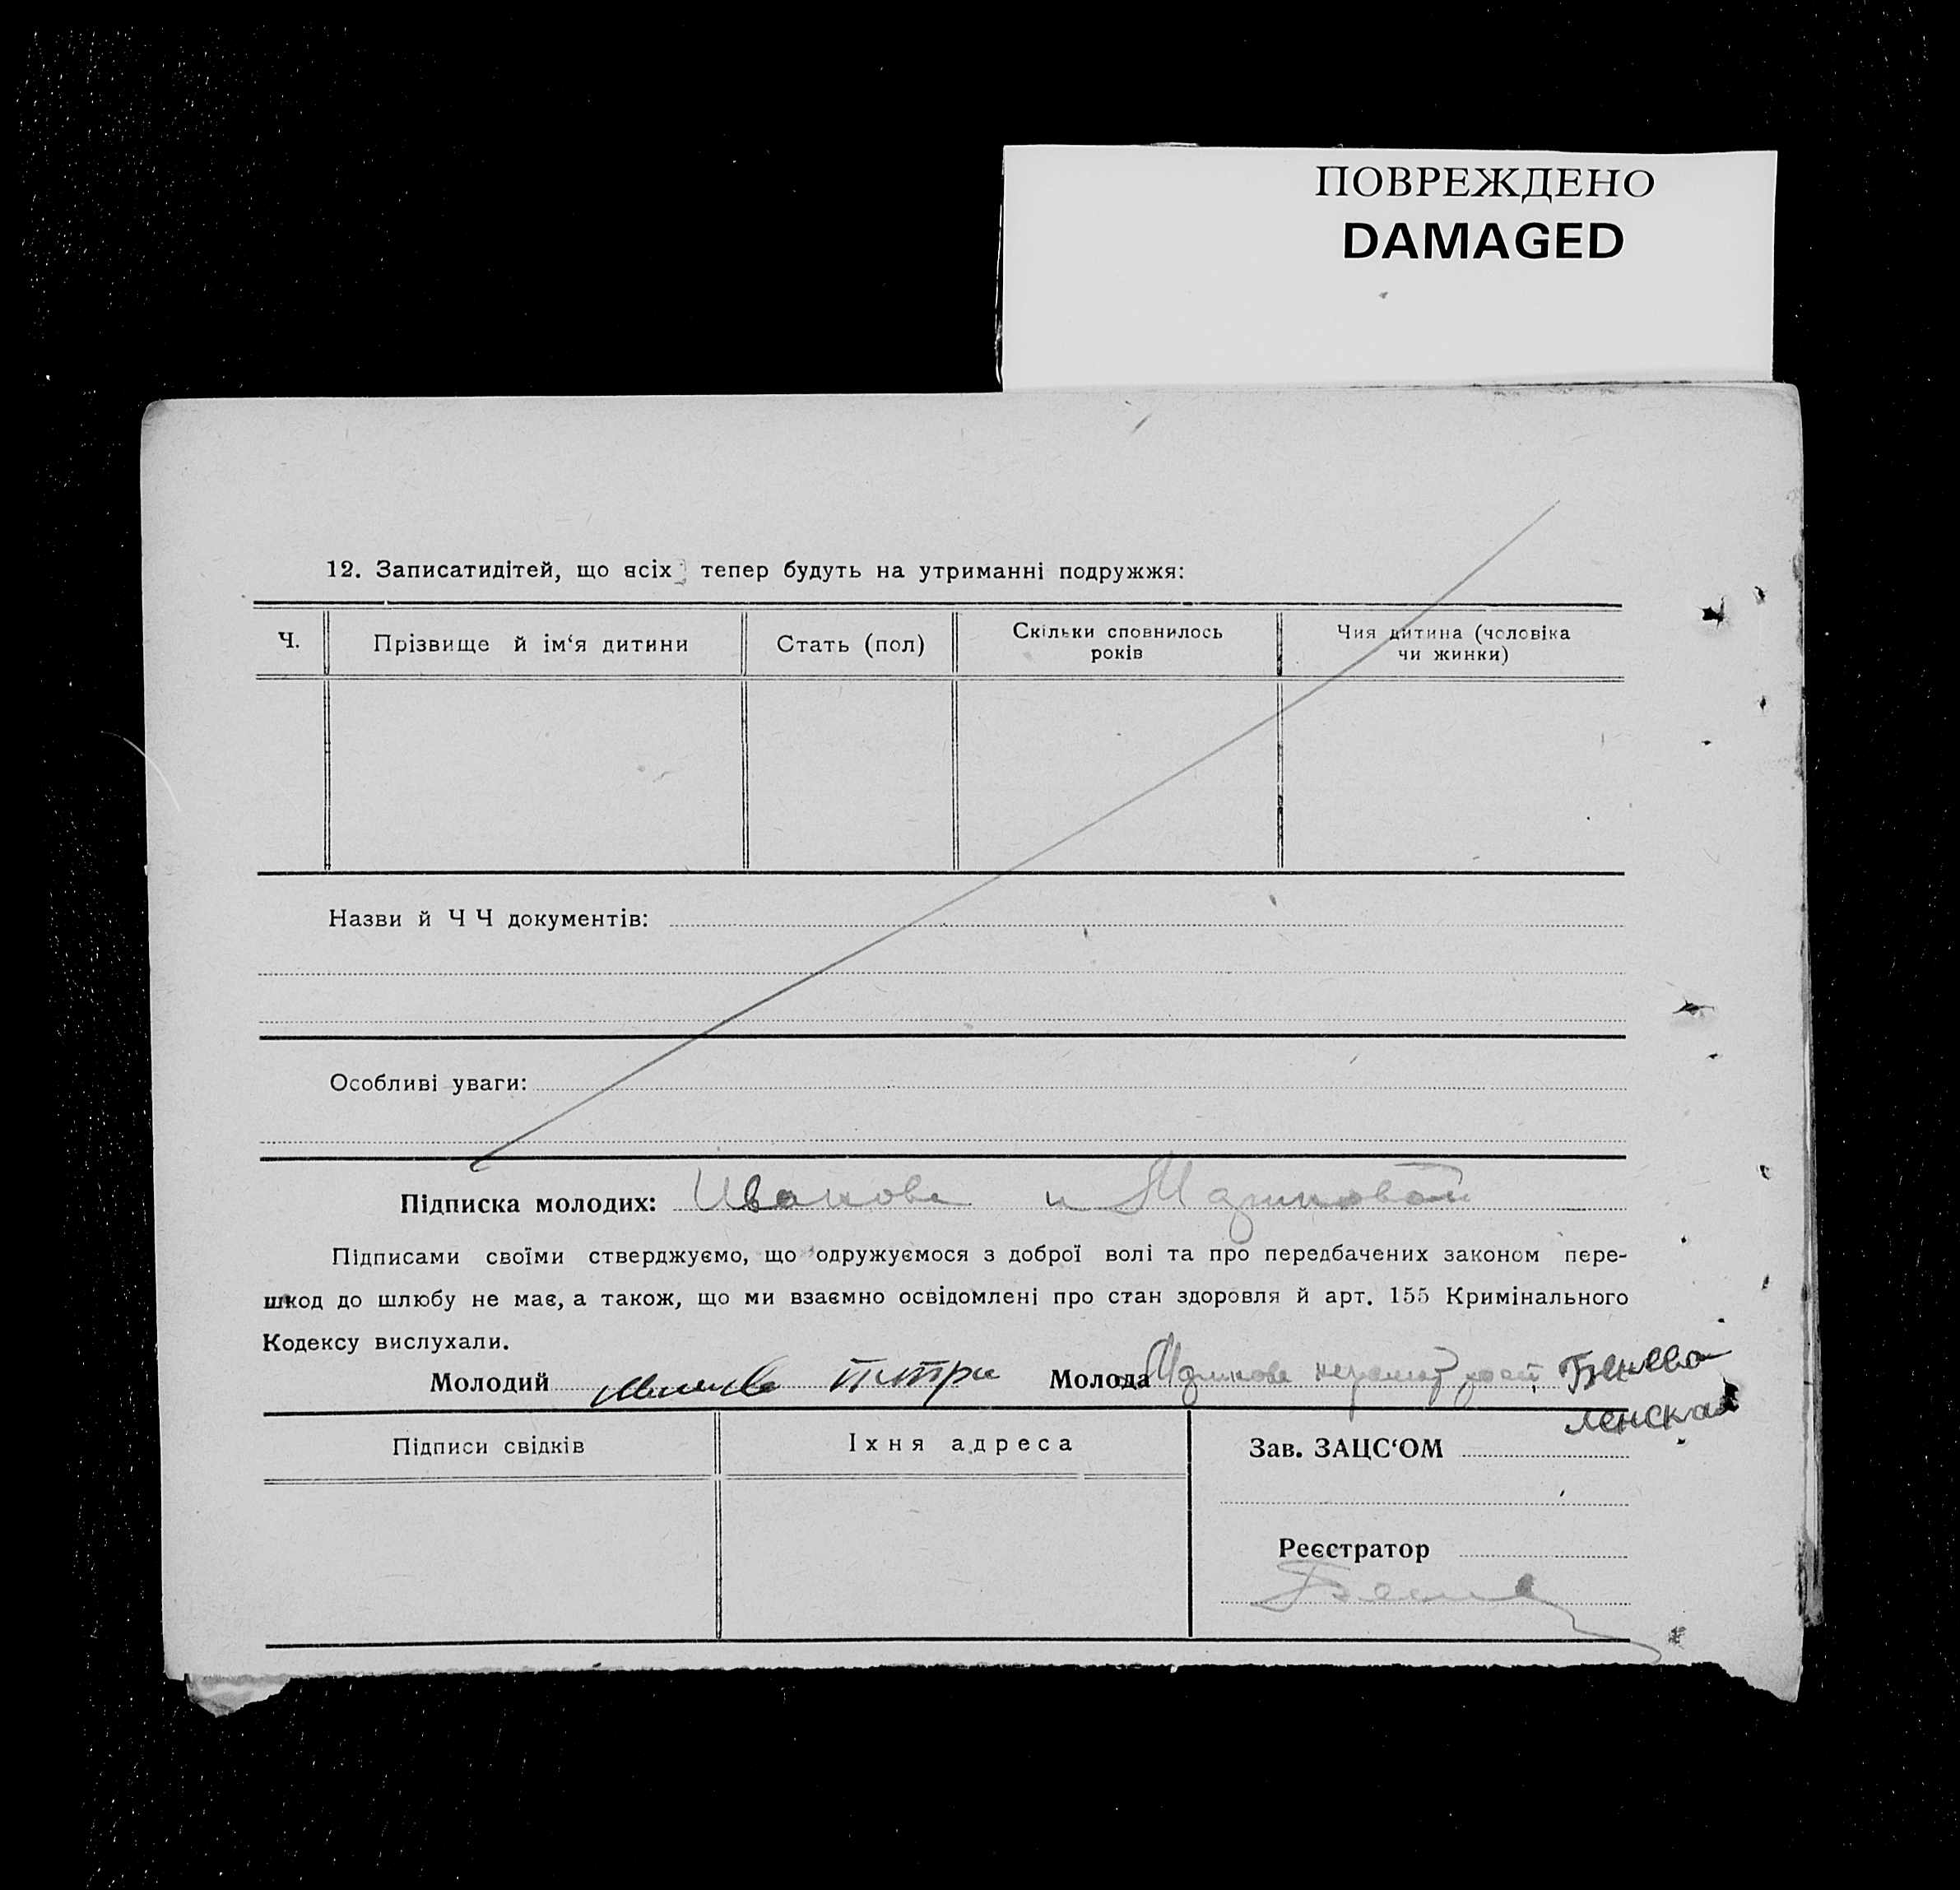 ПОВРЕЖДЕНО
DAMAGED
12. Записатидітей, що всіх тепер будуть на утриманні подружжя:
Ч. Прізвище й ім‘я дитини Стать (пол) Скільки сповнилось років Чия дитина (чоловіка чи жинки)
Назви й Ч Ч документів:
Особливі уваги:
Підписка молодих: Иванова и
Підписами своїми стверджуємо, що одружуємося з доброї волі та про передбачених законом пере-
шкод до шлюбу не має, а також, що ми взаємно освідомлені про стан здоровля й арт. 155 Кримінального
Кодексу вислухали.
Молодий Молода
ленская
Підписи свідків Їхня адреса Зав. ЗАЦС‘ОМ
Реєстратор